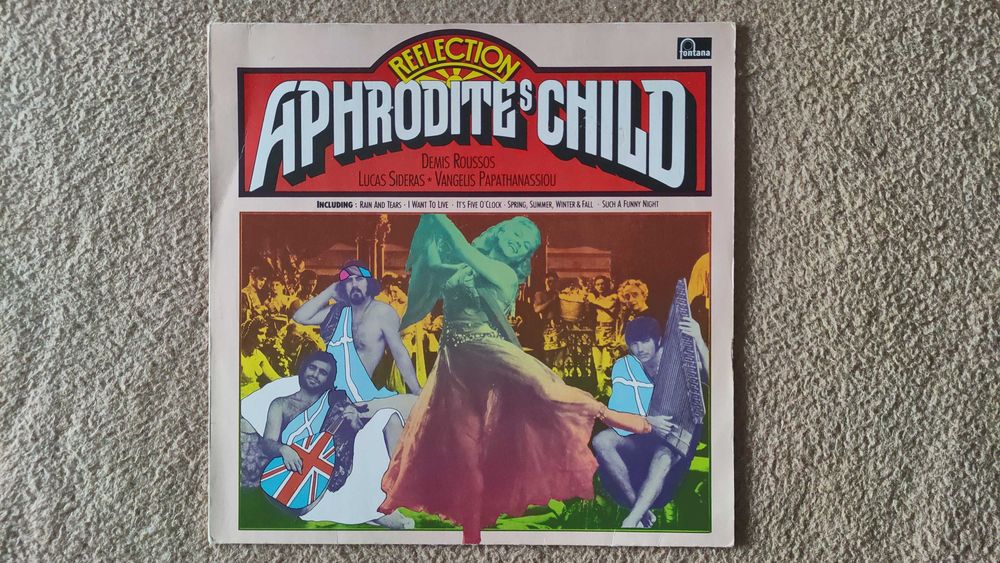 fontana
REFLECTION
APHRODITEs CHILD
DEMIS ROUSSOS
LUCAS SIDERAS • VANGELIS PAPATHANASSIOU
INCLUDING : RAIN AND TEARS · I WANT TO LIVE · IT'S FIVE O'CLOCK · SPRING, SUMMER, WINTER & FALL · SUCH A FUNNY NIGHT